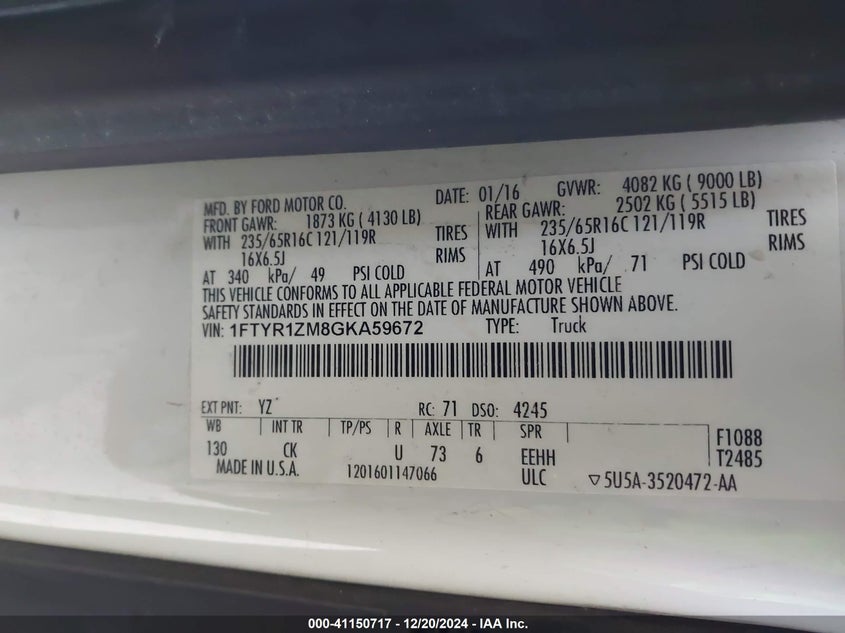 MFD. BY FORD MOTOR CO. DATE: 01/16 GVWR: 4082 KG ( 9000 LB)
FRONT GAWR: 1873 KG ( 4130 LB) REAR GAWR: 2502 KG ( 5515 LB)
WITH 235/65R16C 121/119R TIRES WITH 235/65R16C 121/119R TIRES
16X6.5J RIMS 16X6.5J RIMS
AT 340 kPa/ 49 PSI COLD AT 490 kPa/ 71 PSI COLD
THIS VEHICLE CONFORMS TO ALL APPLICABLE FEDERAL MOTOR VEHICLE
SAFETY STANDARDS IN EFFECT ON THE DATE OF MANUFACTURE SHOWN ABOVE.
VIN: 1FTYR1ZM8GKA59672 TYPE: Truck
EXT PNT: YZ RC: 71 DSO: 4245
WB INT TR TP/PS R AXLE TR SPR F1088
130 CK U 73 6 EEHH T2485
MADE IN U.S.A. 1201601147066 ULC ▽5U5A-3520472-AA
000-41150717 - 12/20/2024 - IAA Inc.